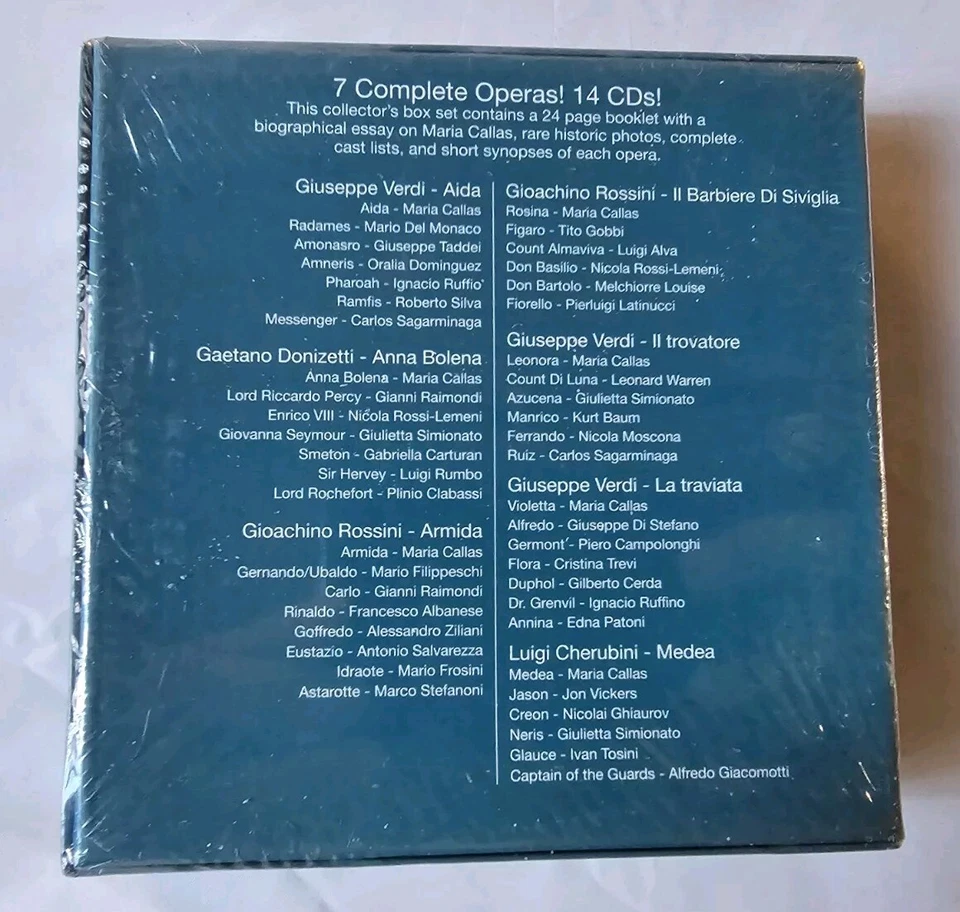 7 Complete Operas! 14 CDs!
This collector's box set contains a 24 page booklet with a
biographical essay on Maria Callas, rare historic photos, complete
cast lists, and short synopses of each opera.
Giuseppe Verdi - Aida
Aida - Maria Callas
Radames - Mario Del Monaco
Amonasro - Giuseppe Taddei
Amneris - Oralia Dominguez
Pharoah - Ignacio Ruffio
Ramfis - Roberto Silva
Messenger - Carlos Sagarminaga
Gaetano Donizetti - Anna Bolena
Anna Bolena - Maria Callas
Lord Riccardo Percy - Gianni Raimondi
Enrico VIII - Nicola Rossi-Lemeni
Giovanna Seymour - Giulietta Simionato
Smeton - Gabriella Carturan
Sir Hervey - Luigi Rumbo
Lord Rochefort - Plinio Clabassi
Gioachino Rossini - Armida
Armida - Maria Callas
Gernando/Ubaldo - Mario Filippeschi
Carlo - Gianni Raimondi
Rinaldo - Francesco Albanese
Goffredo - Alessandro Ziliani
Eustazio - Antonio Salvarezza
Idraote - Mario Frosini
Astarotte - Marco Stefanoni
Gioachino Rossini - Il Barbiere Di Siviglia
Rosina - Maria Callas
Figaro - Tito Gobbi
Count Almaviva - Luigi Alva
Don Basilio - Nicola Rossi-Lemeni
Don Bartolo - Melchiorre Louise
Fiorello - Pierluigi Latinucci
Giuseppe Verdi - Il trovatore
Leonora - Maria Callas
Count Di Luna - Leonard Warren
Azucena - Giulietta Simionato
Manrico - Kurt Baum
Ferrando - Nicola Moscona
Ruiz - Carlos Sagarminaga
Giuseppe Verdi - La traviata
Violetta - Maria Callas
Alfredo - Giuseppe Di Stefano
Germont - Piero Campolonghi
Flora - Cristina Trevi
Duphol - Gilberto Cerda
Dr. Grenvil - Ignacio Ruffino
Annina - Edna Patoni
Luigi Cherubini - Medea
Medea - Maria Callas
Jason - Jon Vickers
Creon - Nicolai Ghiaurov
Neris - Giulietta Simionato
Glauce - Ivan Tosini
Captain of the Guards - Alfredo Giacomotti